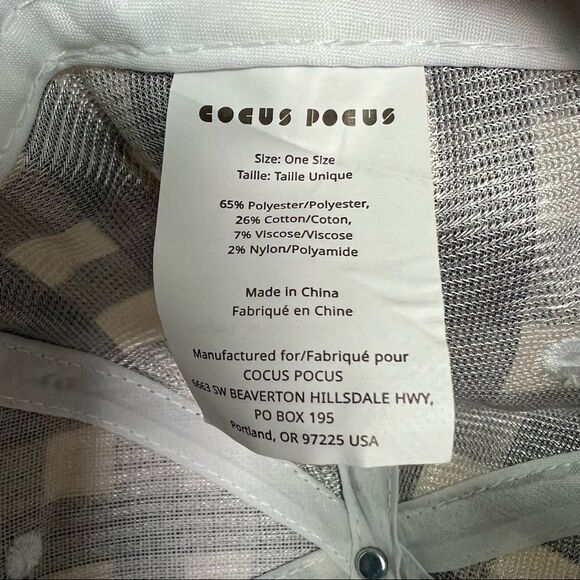 COCUS POCUS
Size: One Size
Taille: Taille Unique
65% Polyester/Polyester,
26% Cotton/Coton,
7% Viscose/Viscose
2% Nylon/Polyamide
Made in China
Fabriqué en Chine
Manufactured for/Fabriqué pour
COCUS POCUS
6663 SW BEAVERTON HILLSDALE HWY,
PO BOX 195
Portland, OR 97225 USA